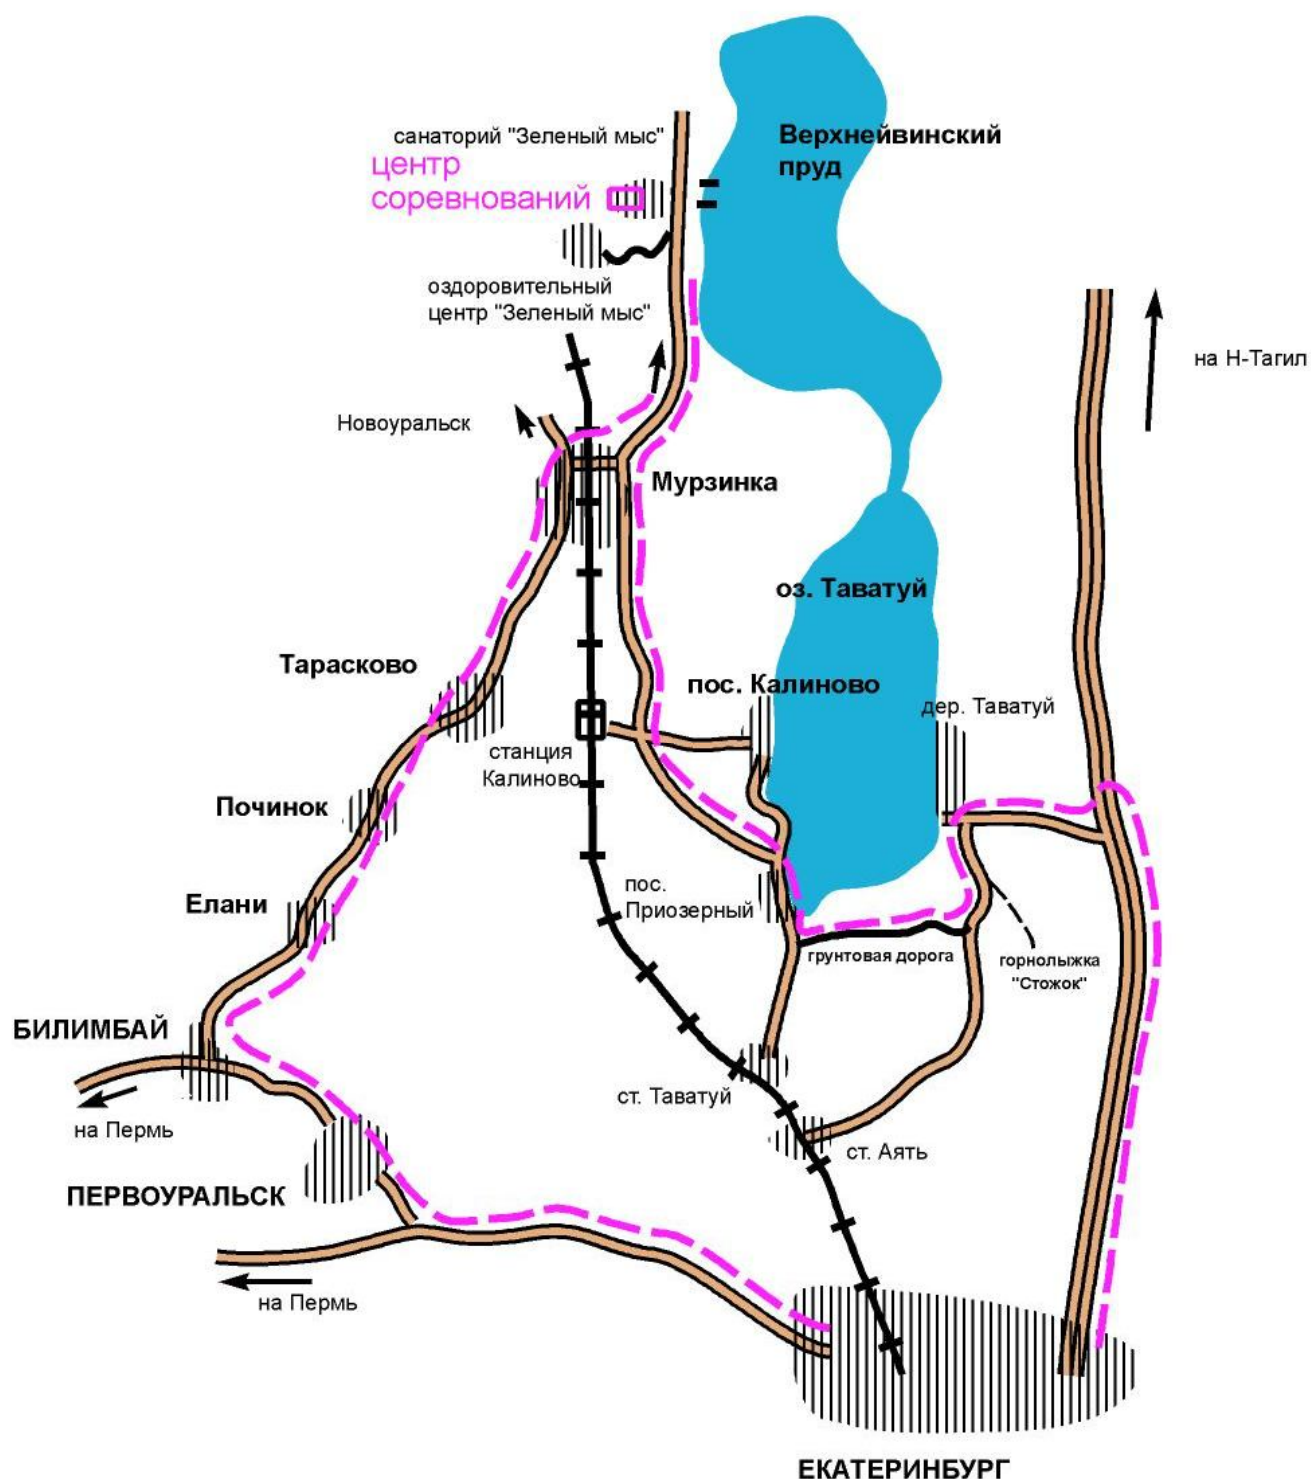 санаторий "Зеленый мыс"
центр
соревнований
Верхнейвинский
пруд
оздоровительный
центр "Зеленый мыс"
на Н-Тагил
Новоуральск
Мурзинка
оз. Таватуй
Тарасково
пос. Калиново
дер. Таватуй
станция
Калиново
Починок
Елани
пос.
Приозерный
грунтовая дорога
горнолыжка
"Стожок"
БИЛИМБАЙ
на Пермь
ст. Таватуй
ст. Аять
ПЕРВОУРАЛЬСК
на Пермь
ЕКАТЕРИНБУРГ